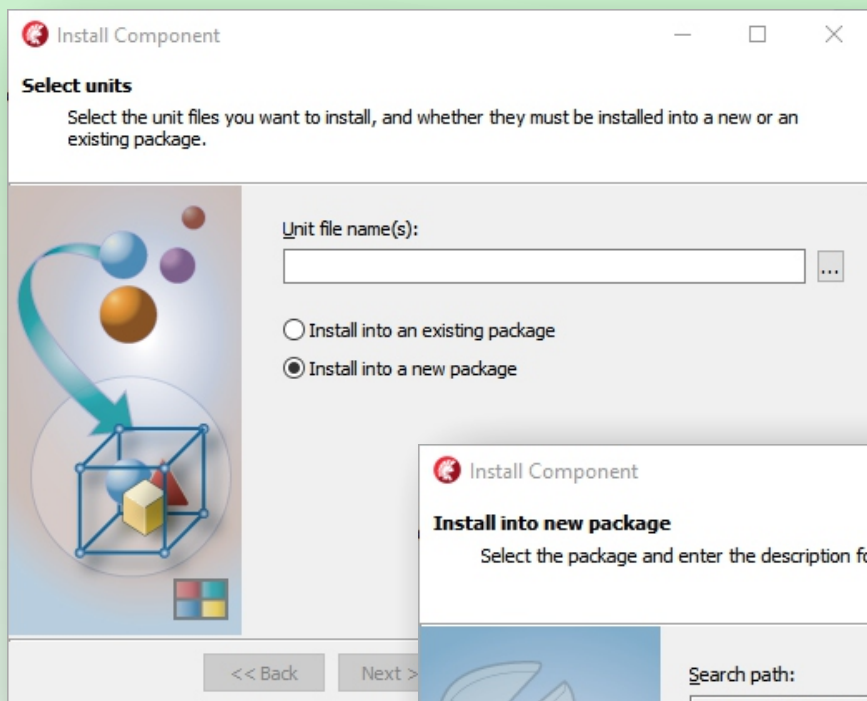 Install Component
Select units
Select the unit files you want to install, and whether they must be installed into a new or an
existing package.
Unit file name(s):
...
Install into an existing package
Install into a new package
<< Back
Next >
Install Component
Install into new package
Select the package and enter the description fo
Search path: